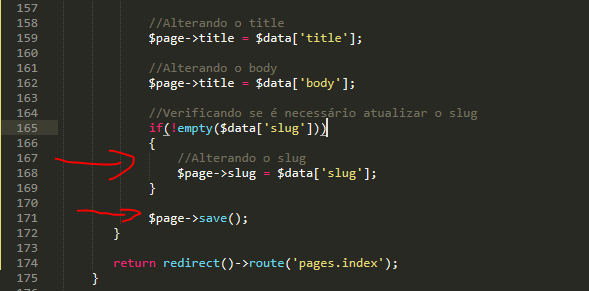 157
158 //Alterando o title
159 $page->title = $data['title'];
160
161 //Alterando o body
162 $page->title = $data['body'];
163
164 //Verificando se é necessário atualizar o slug
165 if(!empty($data['slug']))
166 {
167 //Alterando o slug
168 $page->slug = $data['slug'];
169 }
170
171 $page->save();
172 }
173
174 return redirect()->route('pages.index');
175 }